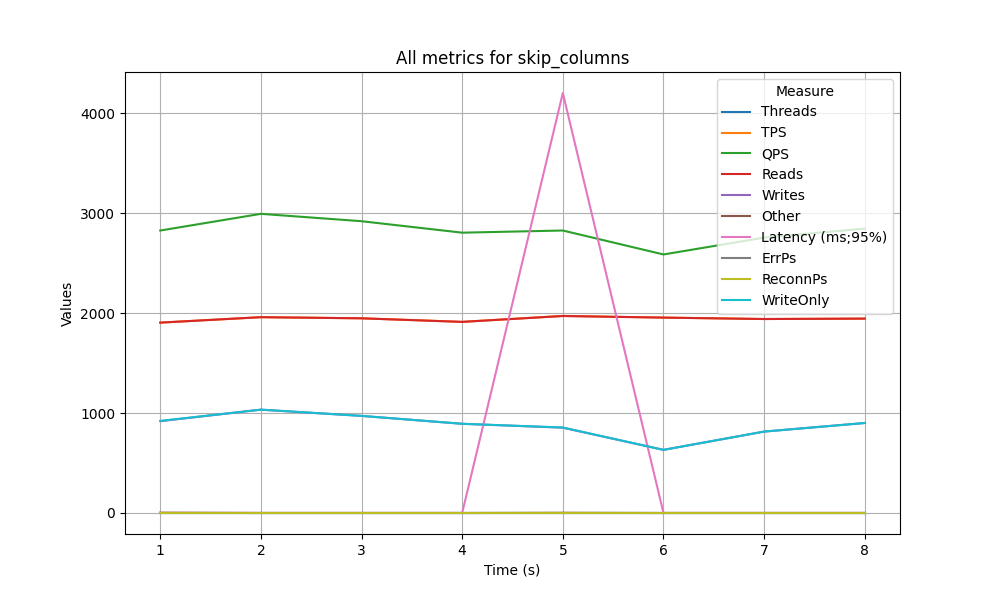 All metrics for skip_columns
Measure
Threads
TPS
QPS
Reads
Writes
Other
Latency (ms;95%)
ErrPs
ReconnPs
WriteOnly
Values
4000
3000
2000
1000
0
1 2 3 4 5 6 7 8
Time (s)